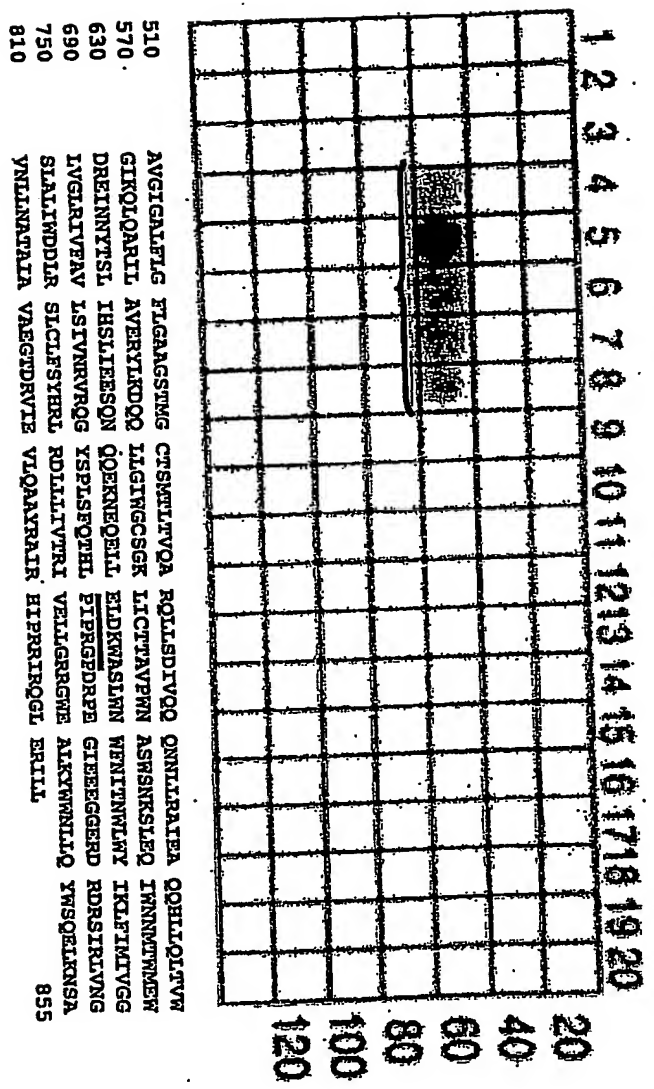 1 2 3 4 5 6 7 8 9 10 11 12 13 14 15 16 17 18 19 20
20
40
60
80
100
120
510 AVGIGALFLG FLGAAGSTMG CTSMTLTVQA RQLLSDIVQQ QNNLLRAIEA QQHLLQLTVW
570 GIKQLQARIL AVERYLKDQQ LLGIWGCSGK LICTTAVPWN ASWSNKSLEQ IWNNMTWMEW
630 DREINNYTSL IHSLIEESQN QQEKNEQELL ELDKWASLWN WFNITNWLWY IKLFIMIVGG
690 LVGLRIVFAV LSIVNRVRQG YSPLSFQTHL PIPRGPDRPE GIEEEGGERD RDRSIRLVNG
750 SLALIWDDLR SLCLFSYHRL RDLLLIVTRI VELLGRRGWE ALKYWWNLLQ YWSQELKNSA
810 YNLLNATAIA VAEGTDRVIE VLQAAYRAIR HIPRRIRQGL ERILL 855